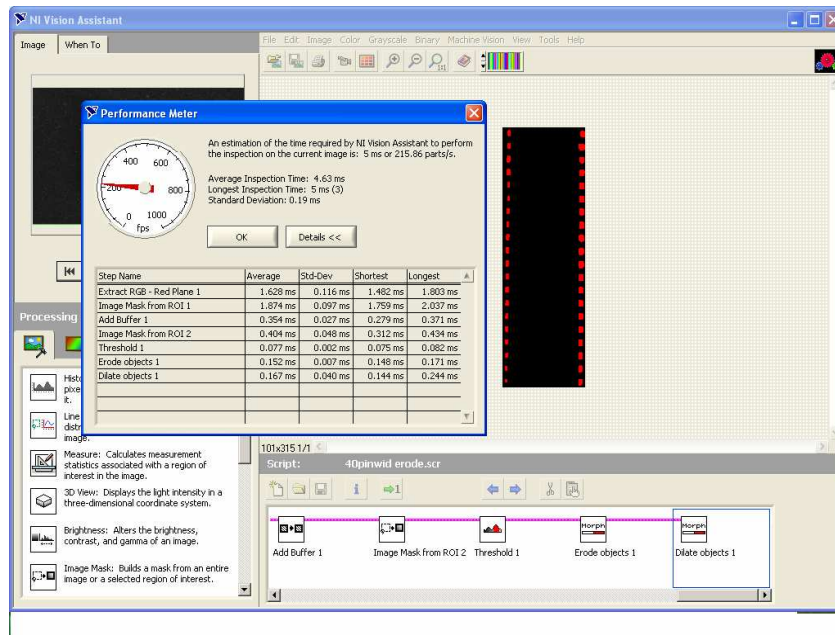 NI Vision Assistant
Image
When To
File Edit Image Color Grayscale Binary Machine Vision View Tools Help
1:1
Performance Meter
An estimation of the time required by NI Vision Assistant to perform
the inspection on the current image is: 5 ms or 215.86 parts/s.
Average Inspection Time: 4.63 ms
Longest Inspection Time: 5 ms (3)
Standard Deviation: 0.19 ms
0 200 400 600 800 1000
fps
OK
Details <<
Step Name Average Std-Dev Shortest Longest
Extract RGB - Red Plane 1 1.628 ms 0.116 ms 1.482 ms 1.803 ms
Image Mask from ROI 1 1.874 ms 0.097 ms 1.759 ms 2.037 ms
Add Buffer 1 0.354 ms 0.027 ms 0.279 ms 0.371 ms
Image Mask from ROI 2 0.404 ms 0.048 ms 0.312 ms 0.434 ms
Threshold 1 0.077 ms 0.002 ms 0.075 ms 0.082 ms
Erode objects 1 0.152 ms 0.007 ms 0.148 ms 0.171 ms
Dilate objects 1 0.167 ms 0.040 ms 0.144 ms 0.244 ms
Processing
Histo
pixe
it.
Line
distr
image.
Measure: Calculates measurement
statistics associated with a region of
interest in the image.
3D View: Displays the light intensity in a
three-dimensional coordinate system.
Brightness: Alters the brightness,
contrast, and gamma of an image.
Image Mask: Builds a mask from an entire
image or a selected region of interest.
101x315 1/1
Script: 40pinwid erode.scr
1
Morph
Morph
Add Buffer 1
Image Mask from ROI 2
Threshold 1
Erode objects 1
Dilate objects 1